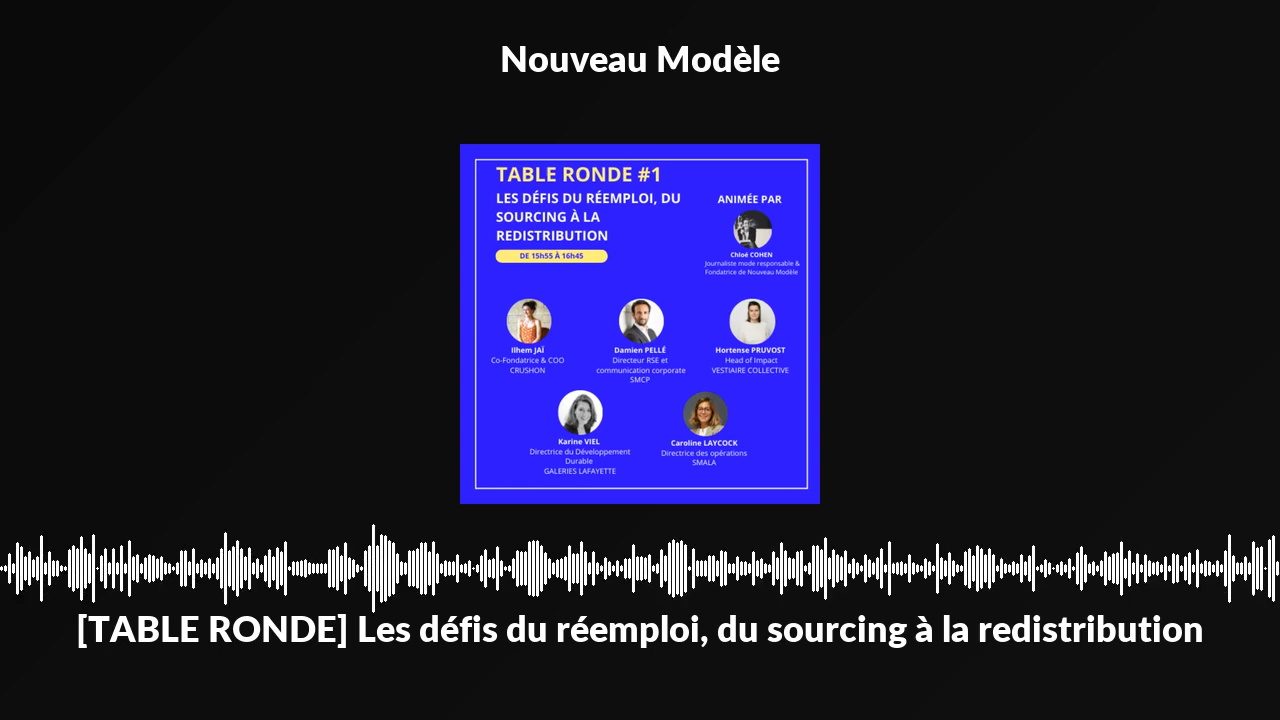 Nouveau Modèle
TABLE RONDE #1
LES DÉFIS DU RÉEMPLOI, DU
SOURCING À LA
REDISTRIBUTION
DE 15h55 À 16h45
ANIMÉE PAR
Chloé COHEN
Journaliste mode responsable &
Fondatrice de Nouveau Modèle
Ilhem JAÏ
Co-Fondatrice & COO
CRUSHON
Damien PELLÉ
Directeur RSE et
communication corporate
SMCP
Hortense PRUVOST
Head of Impact
VESTIAIRE COLLECTIVE
Karine VIEL
Directrice du Développement
Durable
GALERIES LAFAYETTE
Caroline LAYCOCK
Directrice des opérations
SMALA
[TABLE RONDE] Les défis du réemploi, du sourcing à la redistribution